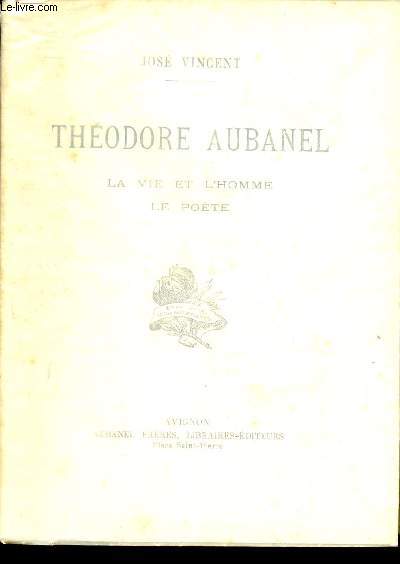 www.le-livre.com
JOSÉ VINCENT
THÉODORE AUBANEL
LA VIE ET L'HOMME
LE POÈTE
AVIGNON
AUBANEL FRÈRES, LIBRAIRES-ÉDITEURS
Place Saint-Pierre